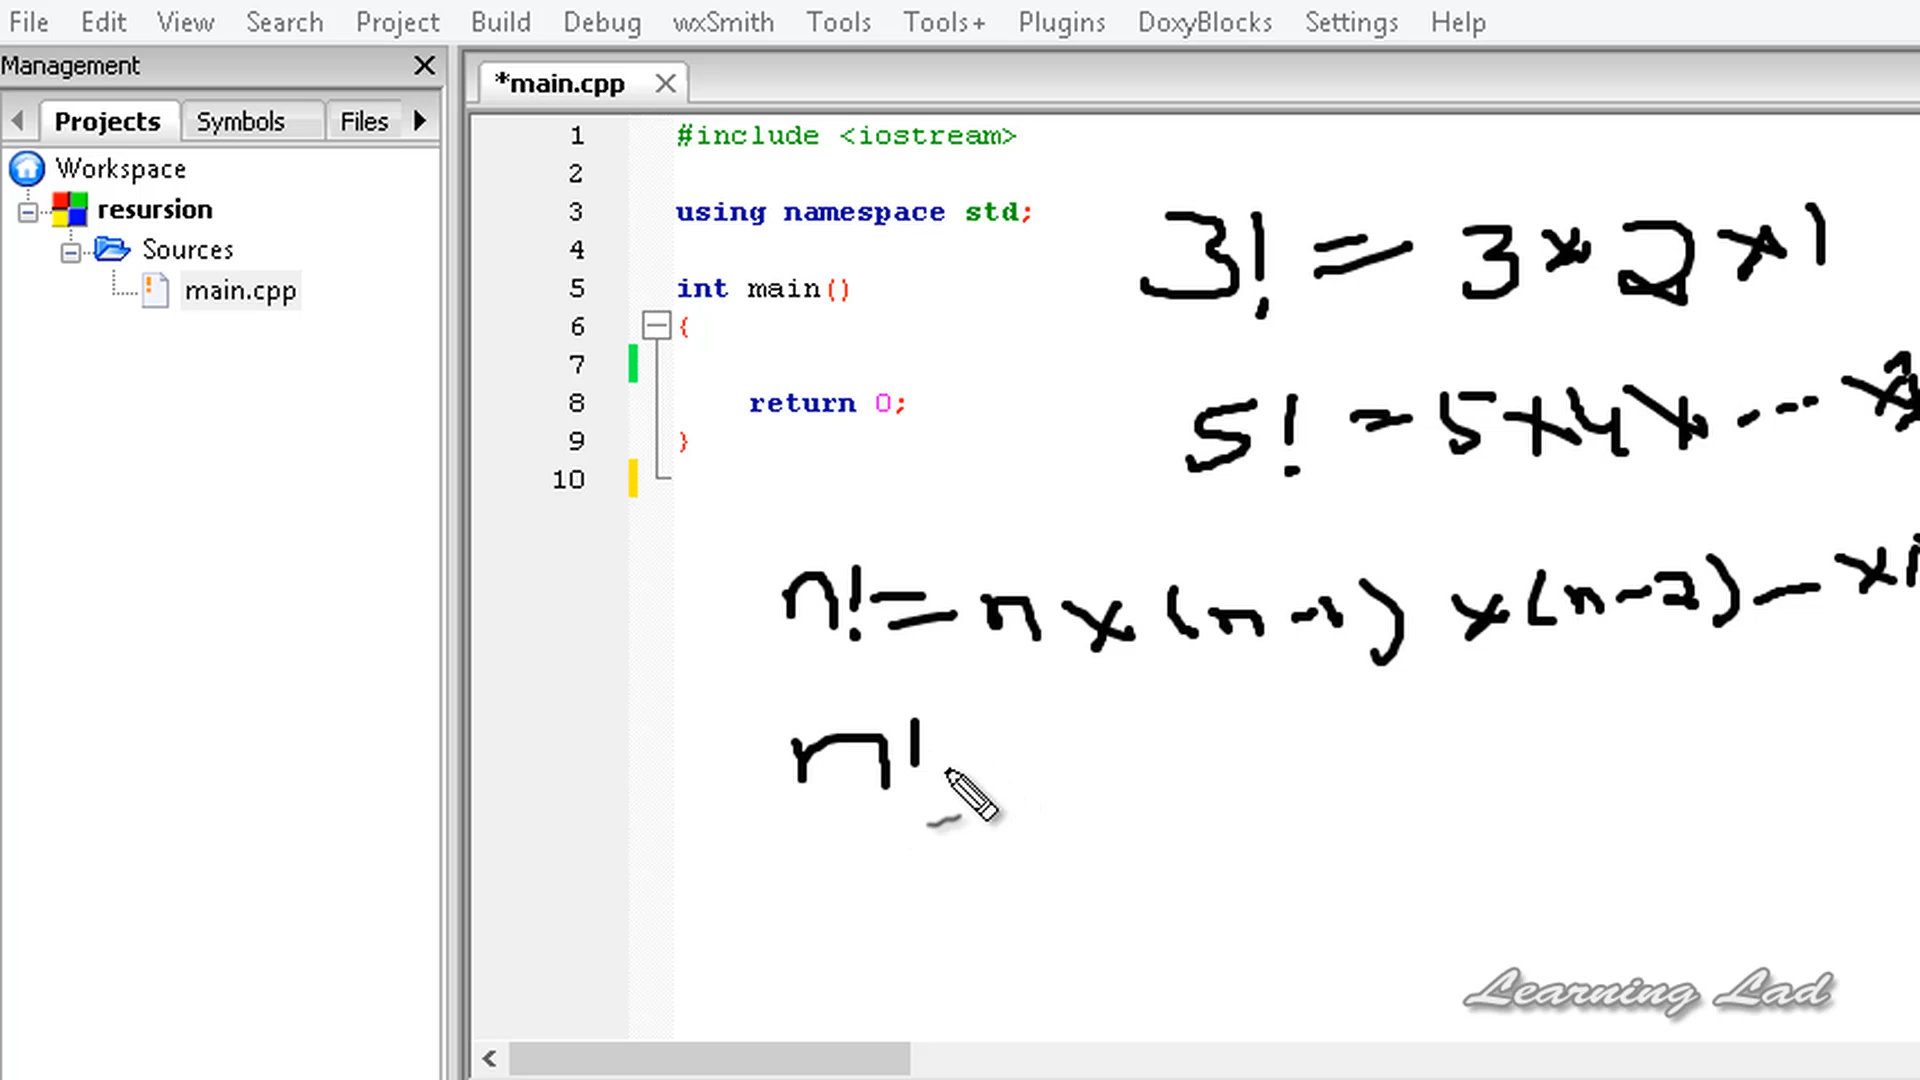 File Edit View Search Project Build Debug wxSmith Tools Tools+ Plugins DoxyBlocks Settings Help
Management
*main.cpp
Projects Symbols Files
Workspace
resursion
Sources
main.cpp
1 #include <iostream>
2
3 using namespace std;
4
5 int main()
6 {
7
8 return 0;
9 }
10
3! = 3 × 2 × 1
5! = 5 × 4 × ---
n! = n × (n-1) × (n-2) -- × 1
n!
Learning Lad